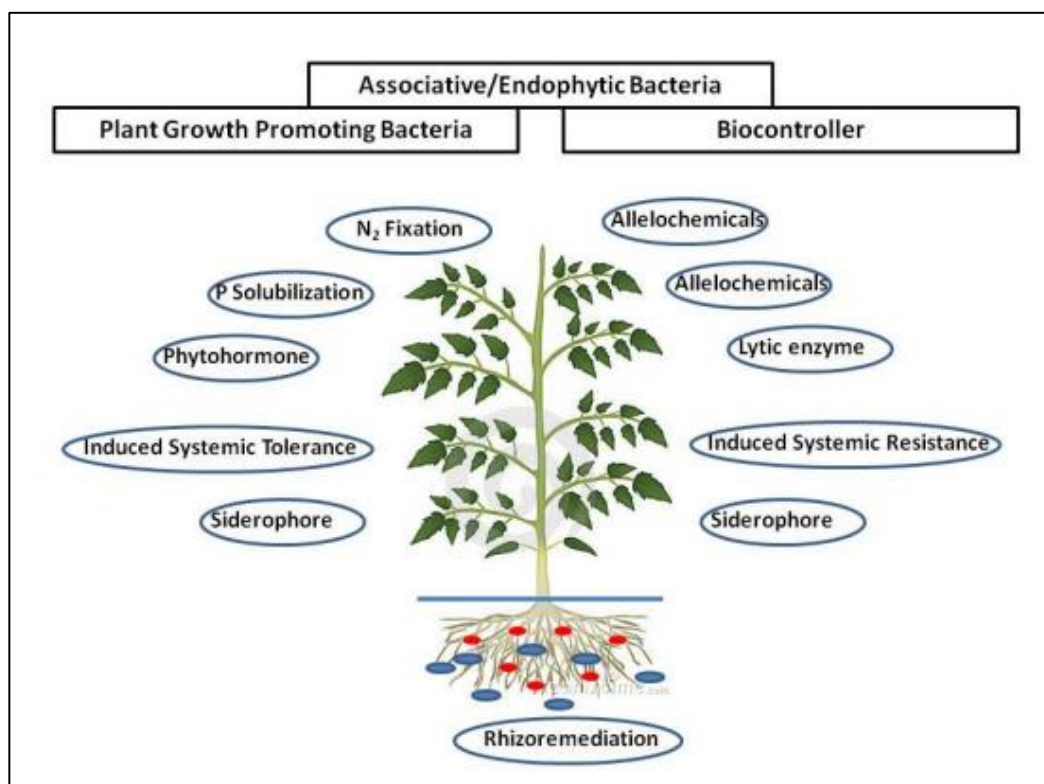 Associative/Endophytic Bacteria
Plant Growth Promoting Bacteria
Biocontroller
N₂ Fixation
Allelochemicals
P Solubilization
Allelochemicals
Phytohormone
Lytic enzyme
Induced Systemic Tolerance
Induced Systemic Resistance
Siderophore
Siderophore
Rhizoremediation